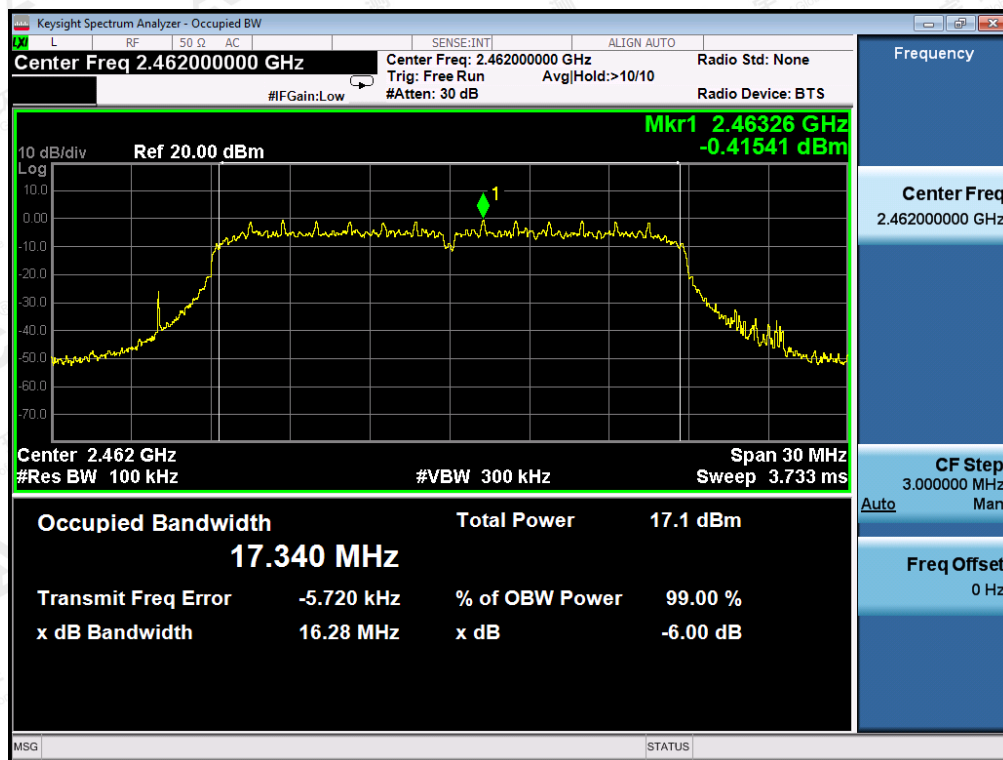 Keysight Spectrum Analyzer - Occupied BW
LXI L RF 50 Ω AC SENSE:INT ALIGN AUTO
Center Freq 2.462000000 GHz
Center Freq: 2.462000000 GHz Radio Std: None
Trig: Free Run Avg|Hold:>10/10
#IFGain:Low #Atten: 30 dB Radio Device: BTS
Mkr1 2.46326 GHz
-0.41541 dBm
10 dB/div Ref 20.00 dBm
Log
10.0
0.00
-10.0
-20.0
-30.0
-40.0
-50.0
-60.0
-70.0
1
Center 2.462 GHz Span 30 MHz
#Res BW 100 kHz #VBW 300 kHz Sweep 3.733 ms
Occupied Bandwidth Total Power 17.1 dBm
17.340 MHz
Transmit Freq Error -5.720 kHz % of OBW Power 99.00 %
x dB Bandwidth 16.28 MHz x dB -6.00 dB
Frequency
Center Freq
2.462000000 GHz
CF Step
3.000000 MHz
Auto Man
Freq Offset
0 Hz
MSG STATUS